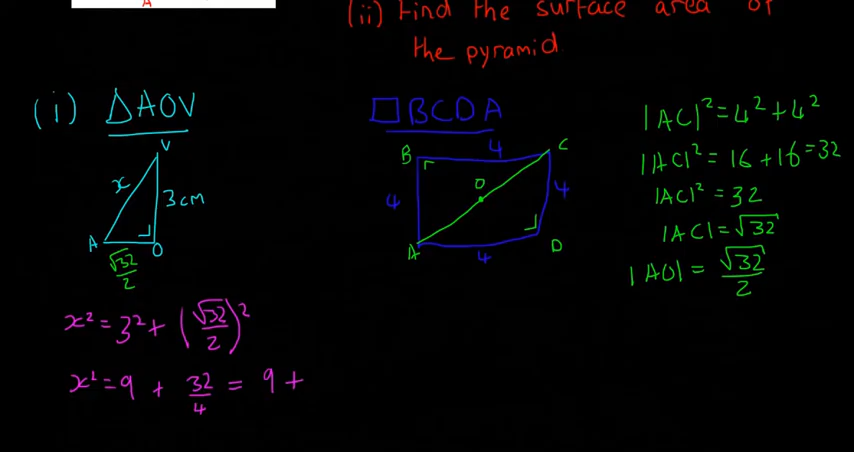 A
(ii) Find the surface area of
the pyramid.
(i) △AOV
V
x
3cm
A
O
√32/2
x² = 3² + (√32/2)²
x² = 9 + 32/4 = 9 +
□BCDA
B
4
C
O
4
4
A
4
D
|AC|² = 4² + 4²
|AC|² = 16 + 16 = 32
|AC|² = 32
|AC| = √32
|AO| = √32/2